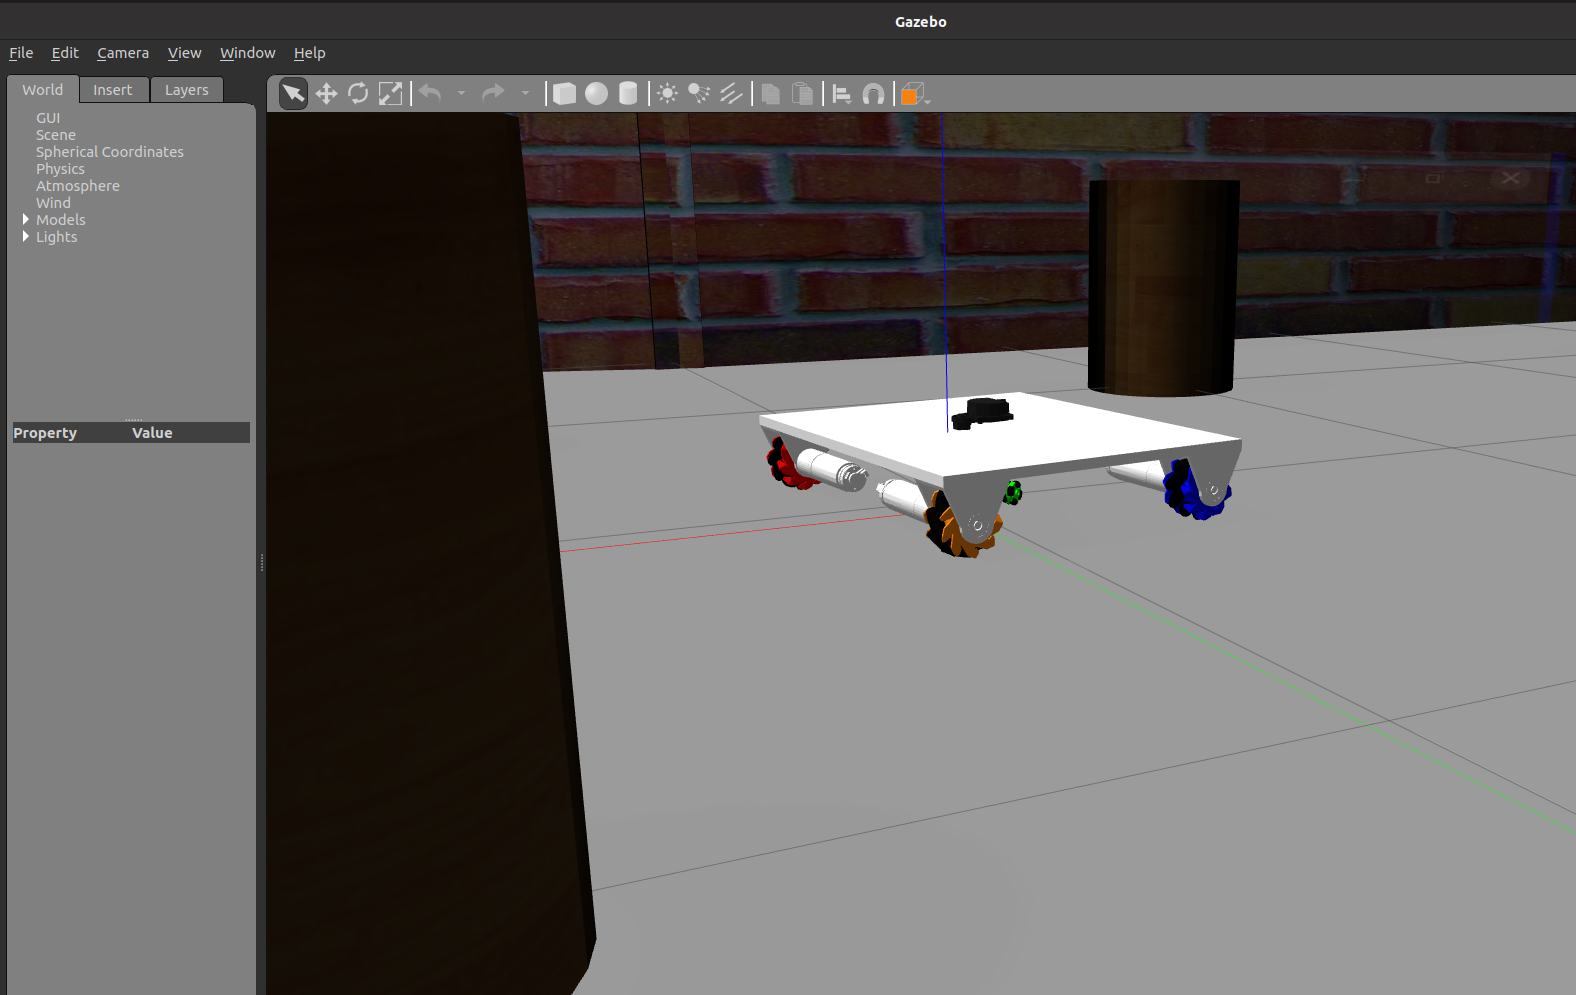 Gazebo
File Edit Camera View Window Help
World Insert Layers
GUI
Scene
Spherical Coordinates
Physics
Atmosphere
Wind
Models
Lights
Property Value